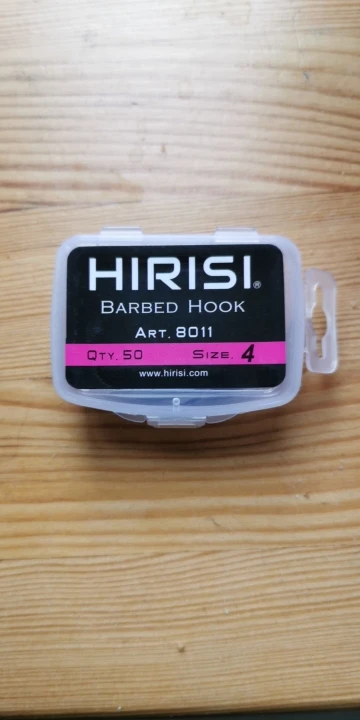 HIRISI®
BARBED HOOK
ART. 8011
QTY. 50 SIZE. 4
www.hirisi.com